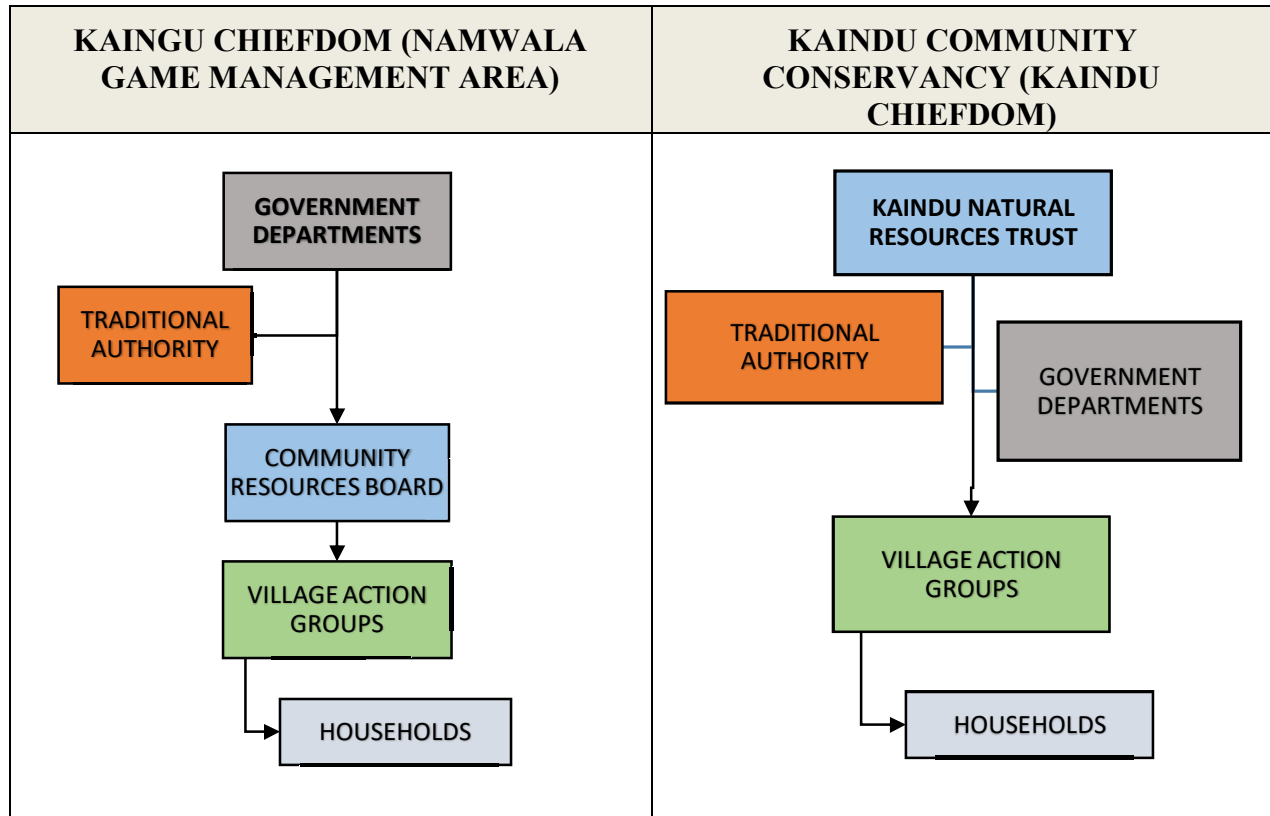 KAINGU CHIEFDOM (NAMWALA
GAME MANAGEMENT AREA)
GOVERNMENT
DEPARTMENTS
TRADITIONAL
AUTHORITY
COMMUNITY
RESOURCES BOARD
VILLAGE ACTION
GROUPS
HOUSEHOLDS
KAINDU COMMUNITY
CONSERVANCY (KAINDU
CHIEFDOM)
KAINDU NATURAL
RESOURCES TRUST
TRADITIONAL
AUTHORITY
GOVERNMENT
DEPARTMENTS
VILLAGE ACTION
GROUPS
HOUSEHOLDS